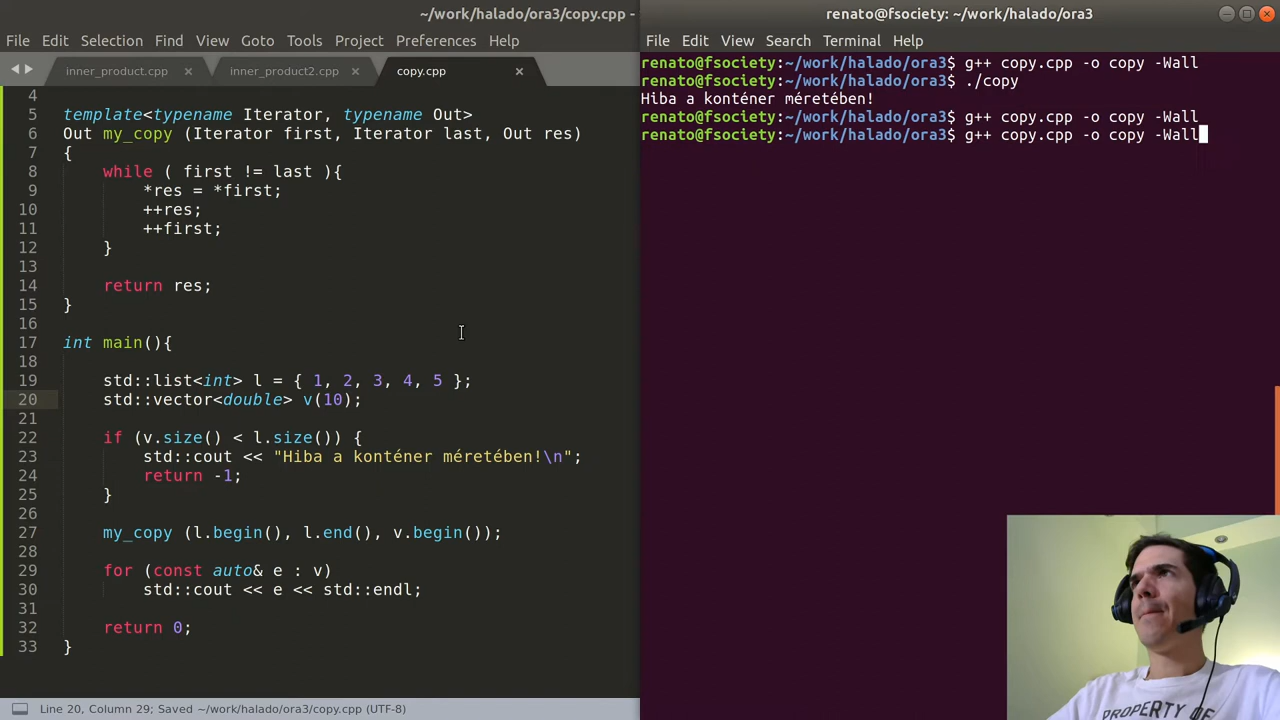 ~/work/halado/ora3/copy.cpp -
File Edit Selection Find View Goto Tools Project Preferences Help
inner_product.cpp × inner_product2.cpp × copy.cpp ×
4
5 template<typename Iterator, typename Out>
6 Out my_copy (Iterator first, Iterator last, Out res)
7 {
8 while ( first != last ){
9 *res = *first;
10 ++res;
11 ++first;
12 }
13
14 return res;
15 }
16
17 int main(){
18
19 std::list<int> l = { 1, 2, 3, 4, 5 };
20 std::vector<double> v(10);
21
22 if (v.size() < l.size()) {
23 std::cout << "Hiba a konténer méretében!\n";
24 return -1;
25 }
26
27 my_copy (l.begin(), l.end(), v.begin());
28
29 for (const auto& e : v)
30 std::cout << e << std::endl;
31
32 return 0;
33 }
Line 20, Column 29; Saved ~/work/halado/ora3/copy.cpp (UTF-8)
renato@fsociety: ~/work/halado/ora3
File Edit View Search Terminal Help
renato@fsociety:~/work/halado/ora3$ g++ copy.cpp -o copy -Wall
renato@fsociety:~/work/halado/ora3$ ./copy
Hiba a konténer méretében!
renato@fsociety:~/work/halado/ora3$ g++ copy.cpp -o copy -Wall
renato@fsociety:~/work/halado/ora3$ g++ copy.cpp -o copy -Wall
PROPERTY OF